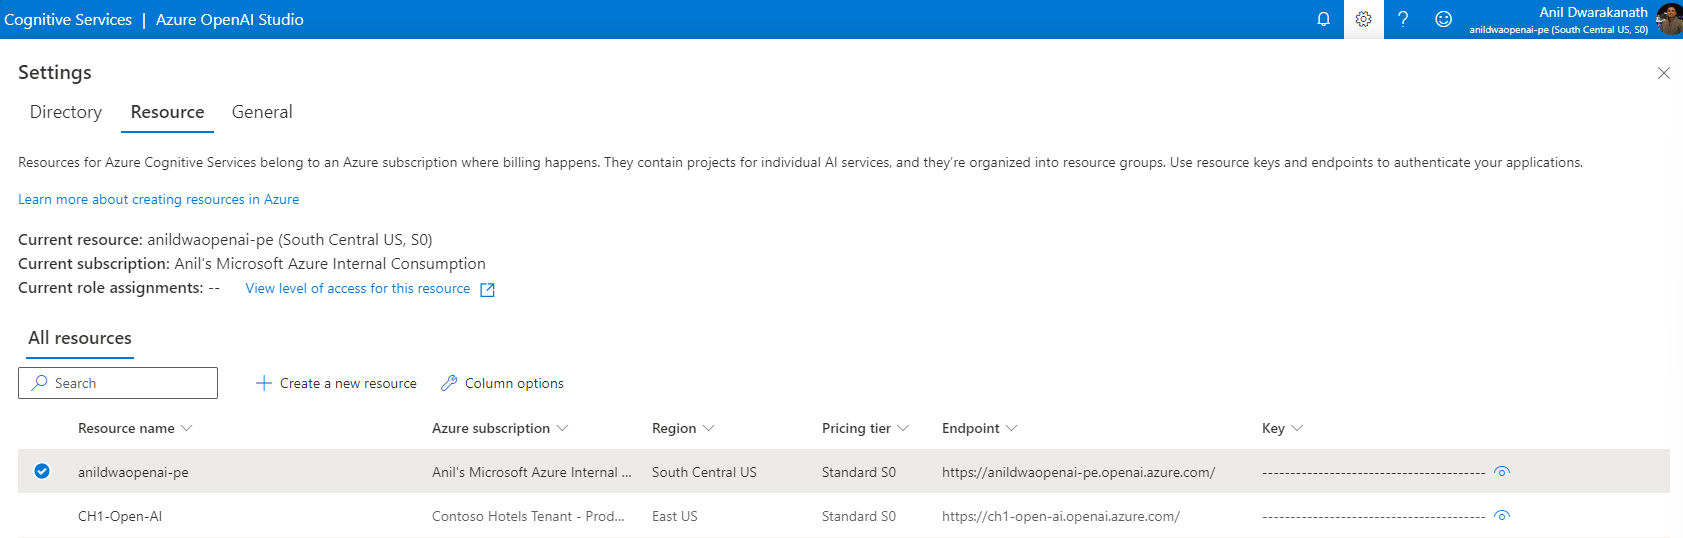 Cognitive Services | Azure OpenAI Studio
Anil Dwarakanath
anildwaopenai-pe (South Central US, S0)
Settings
Directory Resource General
Resources for Azure Cognitive Services belong to an Azure subscription where billing happens. They contain projects for individual AI services, and they're organized into resource groups. Use resource keys and endpoints to authenticate your applications.
Learn more about creating resources in Azure
Current resource: anildwaopenai-pe (South Central US, S0)
Current subscription: Anil's Microsoft Azure Internal Consumption
Current role assignments: -- View level of access for this resource
All resources
Search Create a new resource Column options
Resource name Azure subscription Region Pricing tier Endpoint Key
anildwaopenai-pe Anil's Microsoft Azure Internal ... South Central US Standard S0 https://anildwaopenai-pe.openai.azure.com/ ----------------------------------------
CH1-Open-AI Contoso Hotels Tenant - Prod... East US Standard S0 https://ch1-open-ai.openai.azure.com/ ----------------------------------------